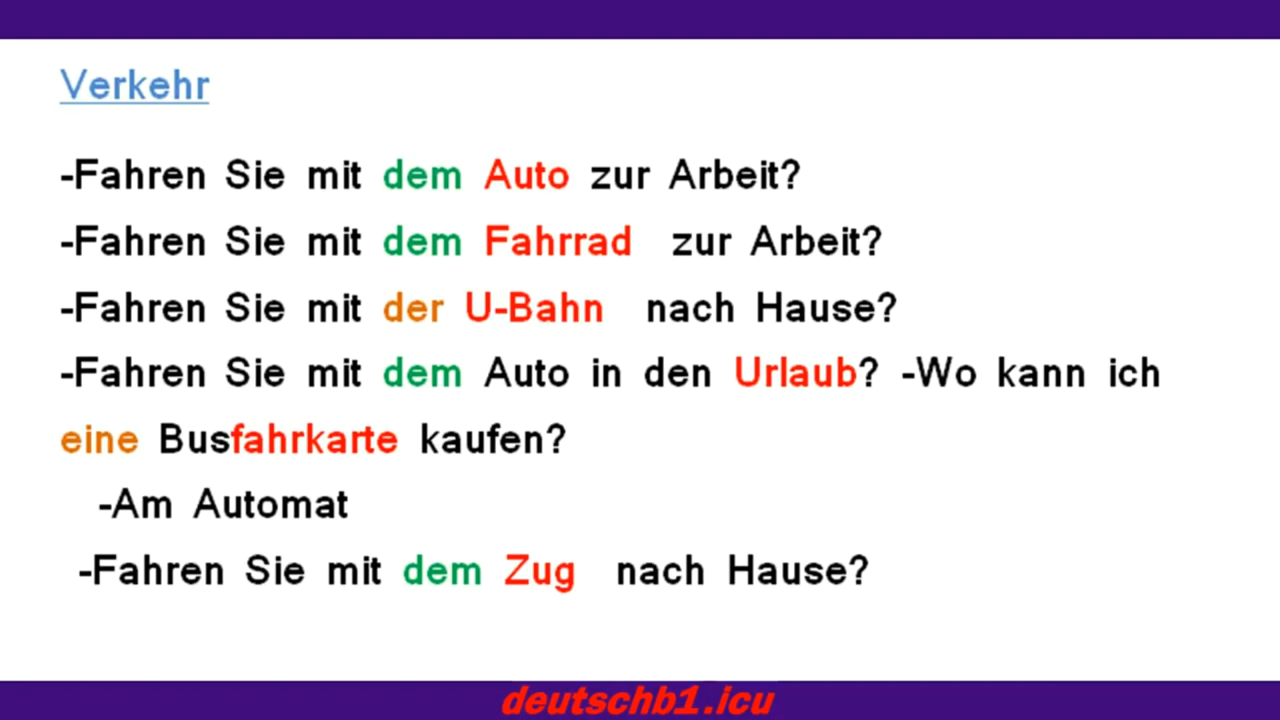 Verkehr
-Fahren Sie mit dem Auto zur Arbeit?
-Fahren Sie mit dem Fahrrad zur Arbeit?
-Fahren Sie mit der U-Bahn nach Hause?
-Fahren Sie mit dem Auto in den Urlaub? -Wo kann ich
eine Busfahrkarte kaufen?
-Am Automat
-Fahren Sie mit dem Zug nach Hause?
deutschb1.icu